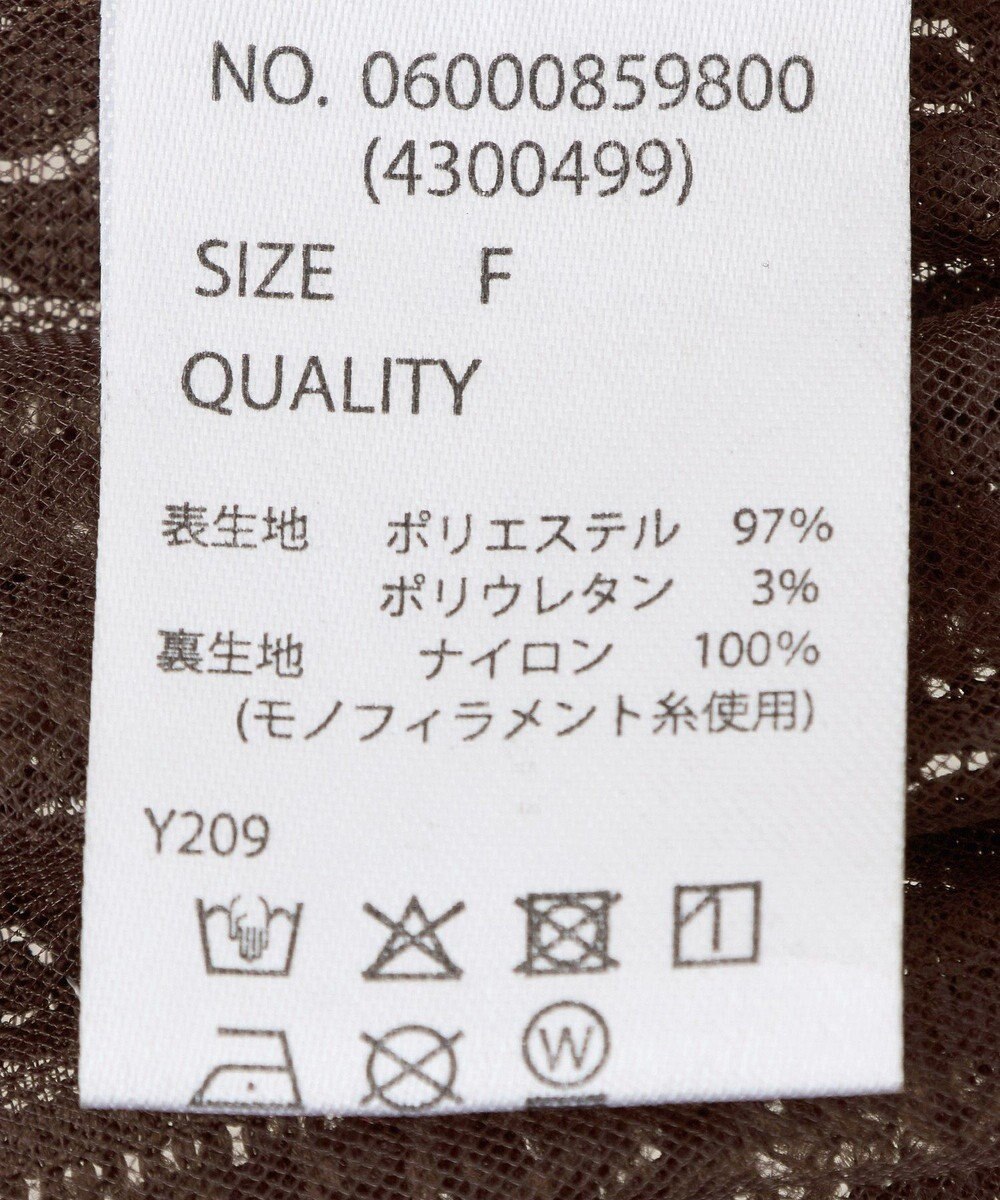 NO. 06000859800
(4300499)
SIZE F
QUALITY
表生地 ポリエステル 97%
ポリウレタン 3%
裏生地 ナイロン 100%
(モノフィラメント糸使用)
Y209
W